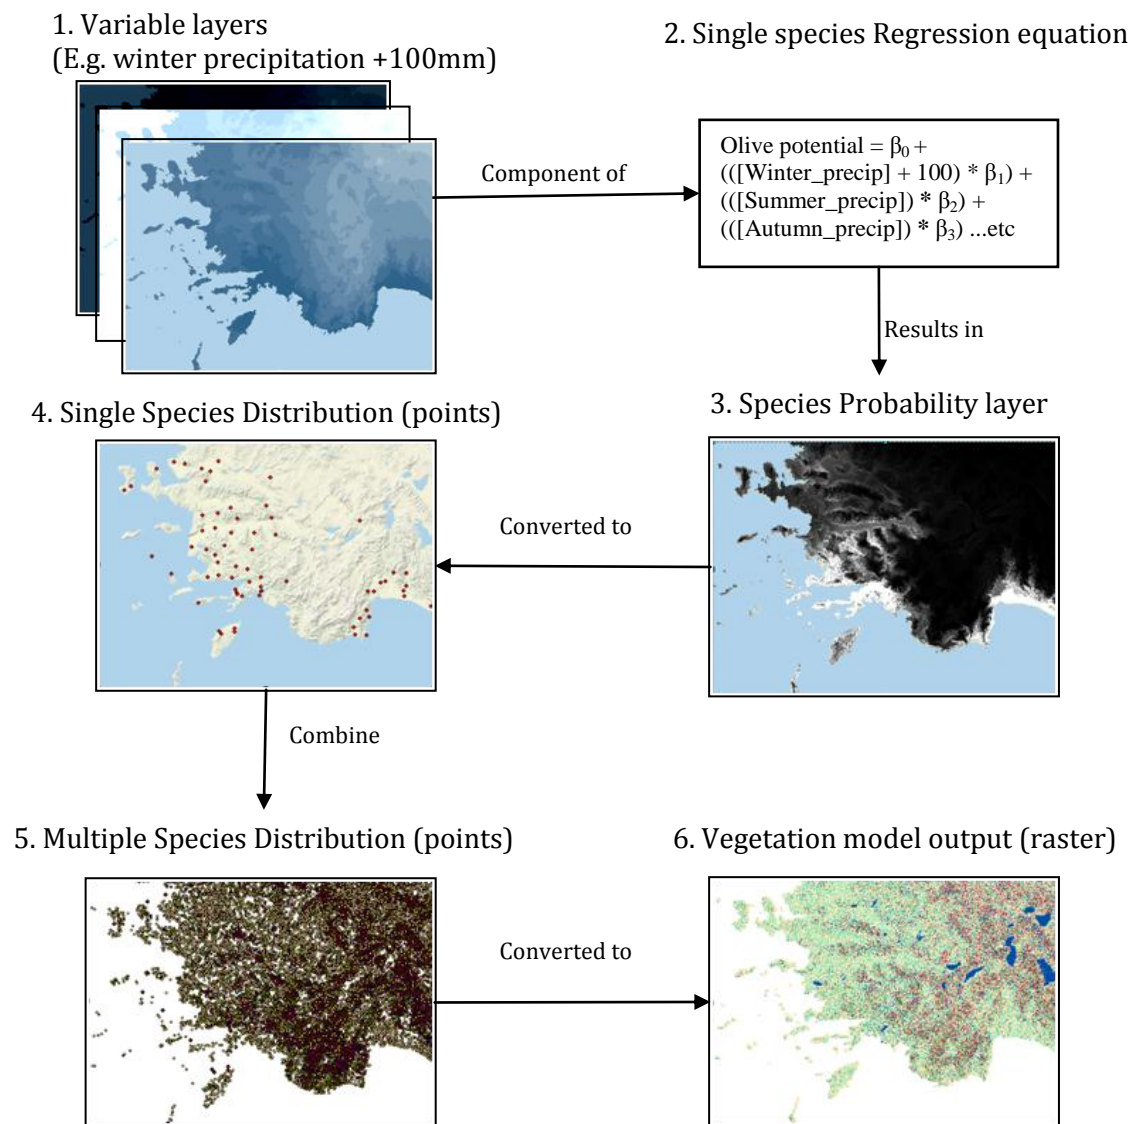 1. Variable layers
(E.g. winter precipitation +100mm)
2. Single species Regression equation
Component of
Olive potential = β₀ +
(([Winter_precip] + 100) * β₁) +
(([Summer_precip]) * β₂) +
(([Autumn_precip]) * β₃) ...etc
Results in
3. Species Probability layer
4. Single Species Distribution (points)
Converted to
Combine
5. Multiple Species Distribution (points)
6. Vegetation model output (raster)
Converted to